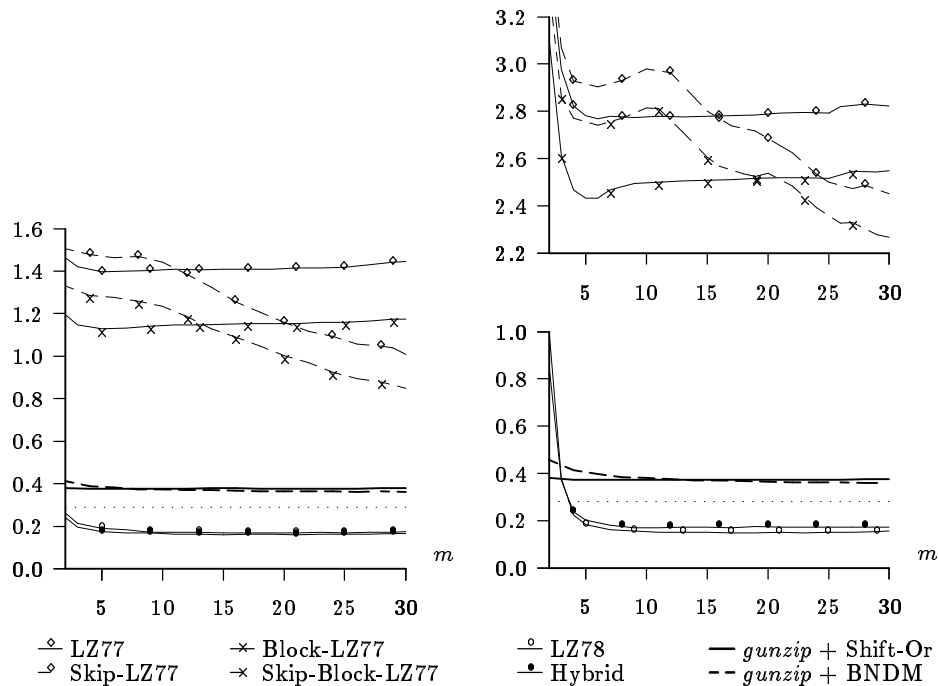 3.2
3.0
2.8
2.6
2.4
2.2
5 10 15 20 25 30
1.6
1.4
1.2
1.0
0.8
0.6
0.4
0.2
0.0
5 10 15 20 25 30
m
1.0
0.8
0.6
0.4
0.2
0.0
5 10 15 20 25 30
m
LZ77
Skip-LZ77
Block-LZ77
Skip-Block-LZ77
LZ78
Hybrid
gunzip + Shift-Or
gunzip + BNDM